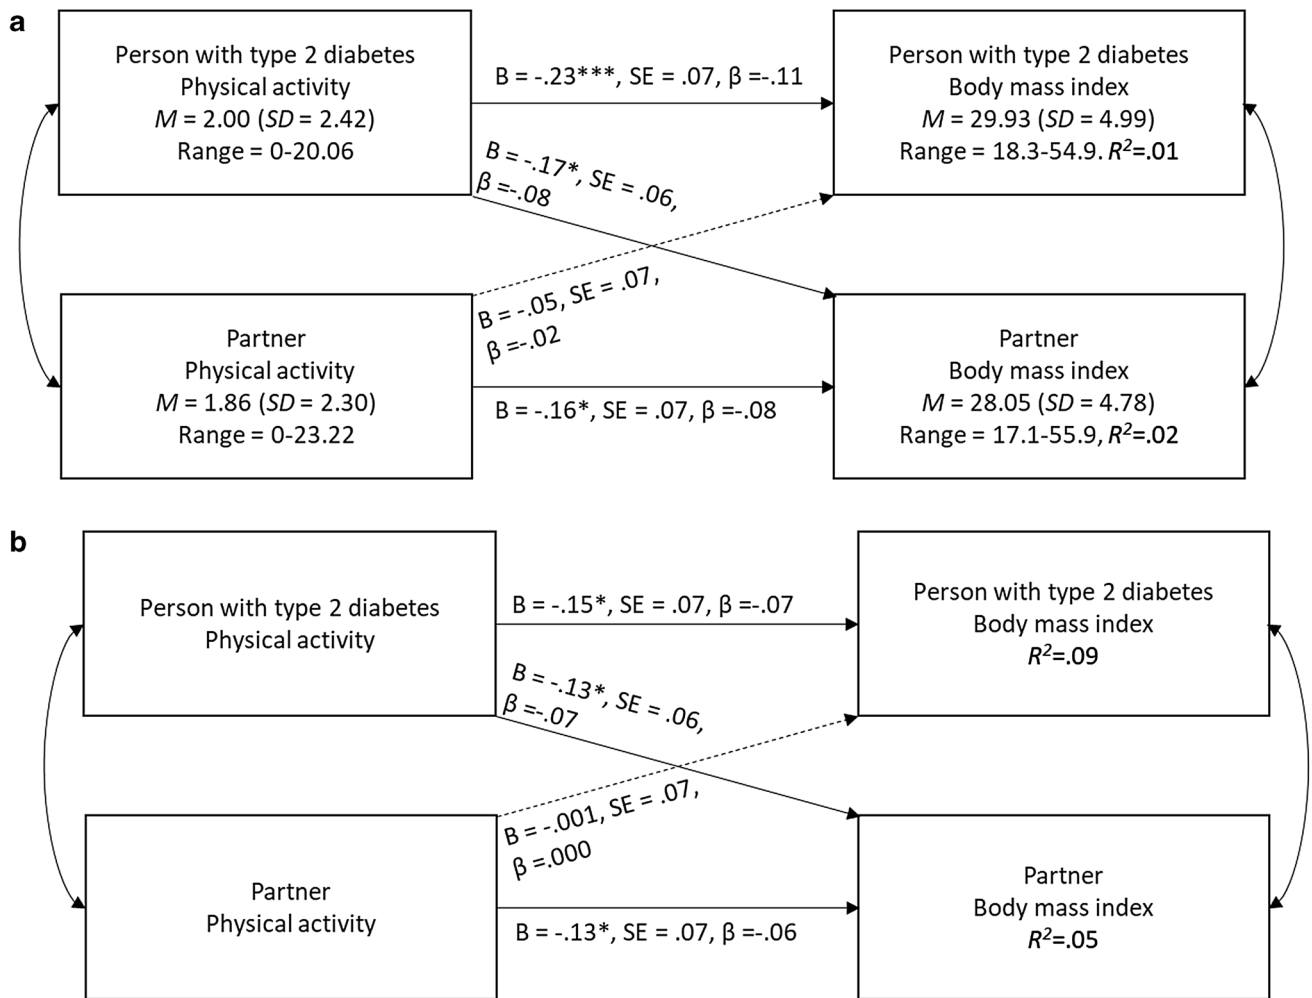 a
Person with type 2 diabetes
Physical activity
M = 2.00 (SD = 2.42)
Range = 0-20.06
B = -.23***, SE = .07, β =-.11
Person with type 2 diabetes
Body mass index
M = 29.93 (SD = 4.99)
Range = 18.3-54.9. R²=.01
B = -.17*, SE = .06,
β =-.08
B = -.05, SE = .07,
β =-.02
Partner
Physical activity
M = 1.86 (SD = 2.30)
Range = 0-23.22
B = -.16*, SE = .07, β =-.08
Partner
Body mass index
M = 28.05 (SD = 4.78)
Range = 17.1-55.9, R²=.02
b
Person with type 2 diabetes
Physical activity
B = -.15*, SE = .07, β =-.07
Person with type 2 diabetes
Body mass index
R²=.09
B = -.13*, SE = .06,
β =-.07
B = -.001, SE = .07,
β =.000
Partner
Physical activity
B = -.13*, SE = .07, β =-.06
Partner
Body mass index
R²=.05